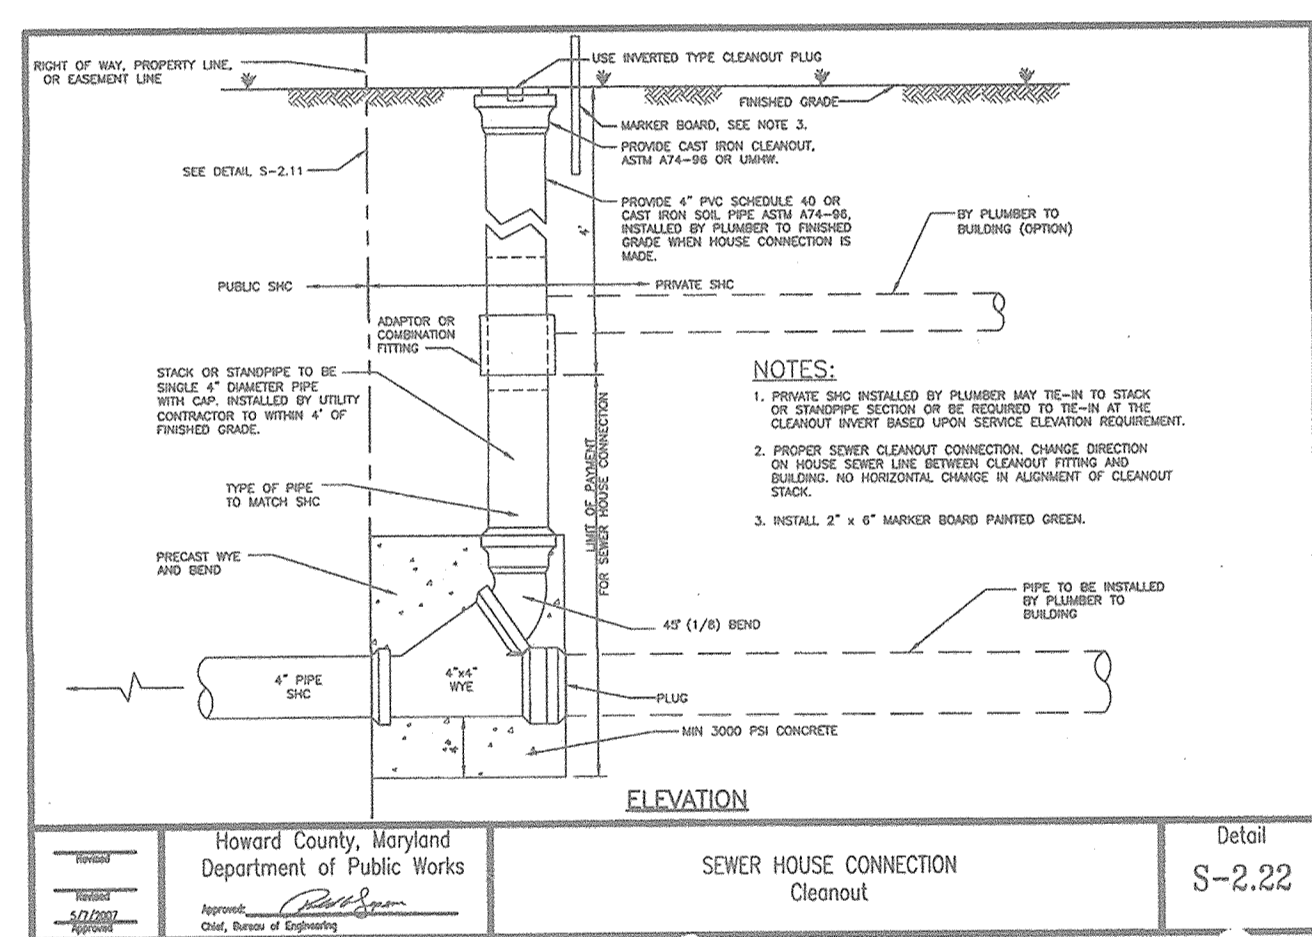 RIGHT OF WAY, PROPERTY LINE,
OR EASEMENT LINE
USE INVERTED TYPE CLEANOUT PLUG
FINISHED GRADE
MARKER BOARD, SEE NOTE 3.
PROVIDE CAST IRON CLEANOUT,
ASTM A74-96 OR UMHW.
SEE DETAIL S-2.11
PROVIDE 4" PVC SCHEDULE 40 OR
CAST IRON SOIL PIPE ASTM A74-96,
INSTALLED BY PLUMBER TO FINISHED
GRADE WHEN HOUSE CONNECTION IS
MADE.
4'
BY PLUMBER TO
BUILDING (OPTION)
PUBLIC SHC
PRIVATE SHC
ADAPTOR OR
COMBINATION
FITTING
STACK OR STANDPIPE TO BE
SINGLE 4" DIAMETER PIPE
WITH CAP. INSTALLED BY UTILITY
CONTRACTOR TO WITHIN 4' OF
FINISHED GRADE.
LIMIT OF PAYMENT
FOR SEWER HOUSE CONNECTION
NOTES:
1. PRIVATE SHC INSTALLED BY PLUMBER MAY TIE-IN TO STACK
OR STANDPIPE SECTION OR BE REQUIRED TO TIE-IN AT THE
CLEANOUT INVERT BASED UPON SERVICE ELEVATION REQUIREMENT.
2. PROPER SEWER CLEANOUT CONNECTION. CHANGE DIRECTION
ON HOUSE SEWER LINE BETWEEN CLEANOUT FITTING AND
BUILDING. NO HORIZONTAL CHANGE IN ALIGNMENT OF CLEANOUT
STACK.
3. INSTALL 2" x 6" MARKER BOARD PAINTED GREEN.
TYPE OF PIPE
TO MATCH SHC
PRECAST WYE
AND BEND
PIPE TO BE INSTALLED
BY PLUMBER TO
BUILDING
45° (1/8) BEND
4" PIPE
SHC
4"x4"
WYE
PLUG
MIN 3000 PSI CONCRETE
ELEVATION
Revised
Revised
5/7/2007
Approved
Howard County, Maryland
Department of Public Works
Approved:
Chief, Bureau of Engineering
SEWER HOUSE CONNECTION
Cleanout
Detail
S-2.22